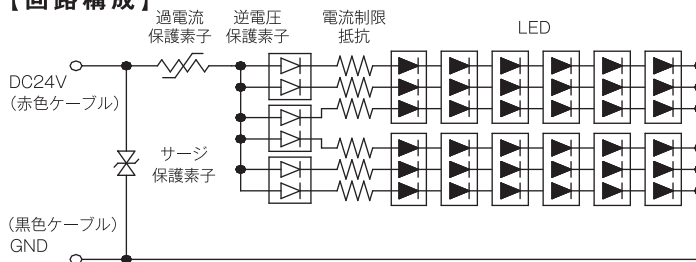 【回路構成】
過電流
保護素子
逆電圧
保護素子
電流制限
抵抗
LED
DC24V
（赤色ケーブル）
サージ
保護素子
（黒色ケーブル）
GND